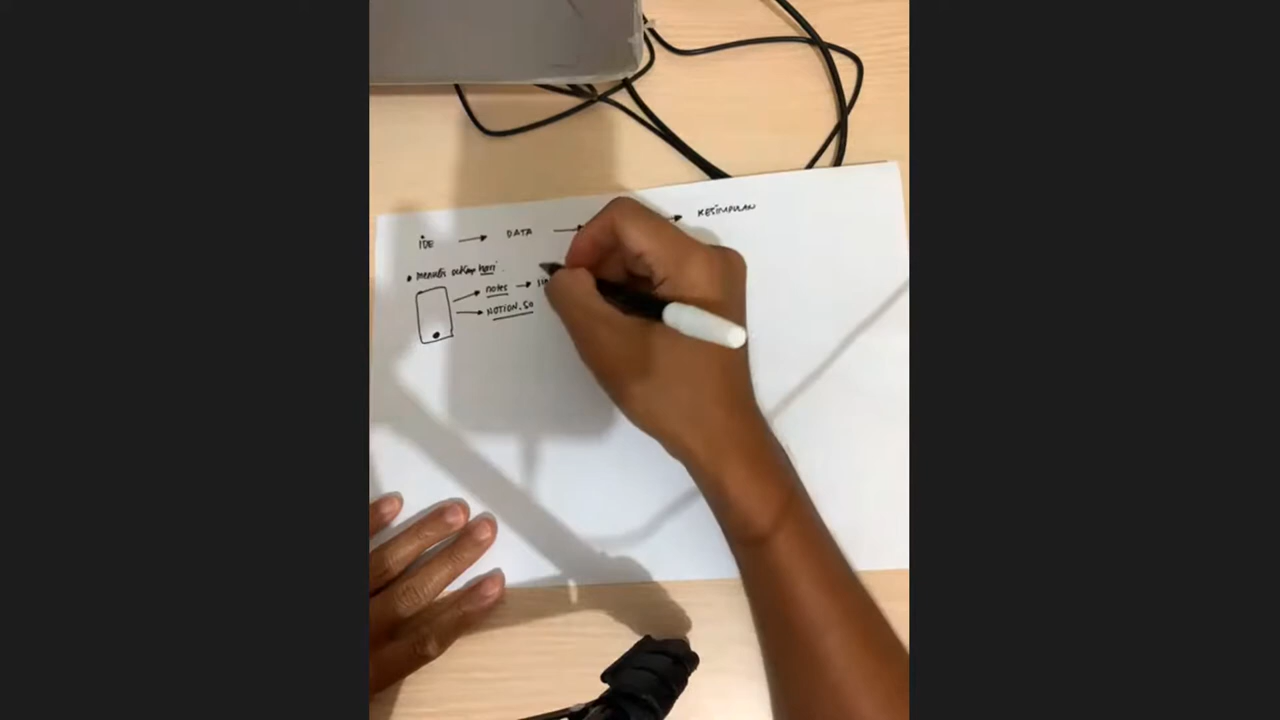 IDE → DATA → → KESIMPULAN
• menulis setiap hari.
→ notes →
→ NOTION.SO